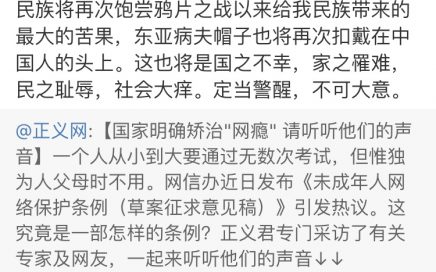 民族将再次饱尝鸦片之战以来给我民族带来的
最大的苦果，东亚病夫帽子也将再次扣戴在中
国人的头上。这也将是国之不幸，家之罹难，
民之耻辱，社会大痒。定当警醒，不可大意。
@正义网:【国家明确矫治"网瘾" 请听听他们的声
音】一个人从小到大要通过无数次考试，但惟独
为人父母时不用。网信办近日发布《未成年人网
络保护条例（草案征求意见稿）》引发热议。这
究竟是一部怎样的条例？正义君专门采访了有关
专家及网友，一起来听听他们的声音↓↓